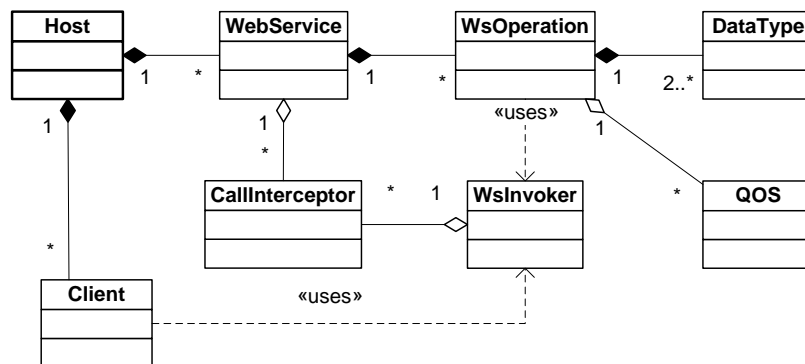 Host
WebService
WsOperation
DataType
1
*
1
*
1
2..*
1
1
«uses»
1
*
CallInterceptor
*
1
WsInvoker
*
QOS
*
Client
«uses»